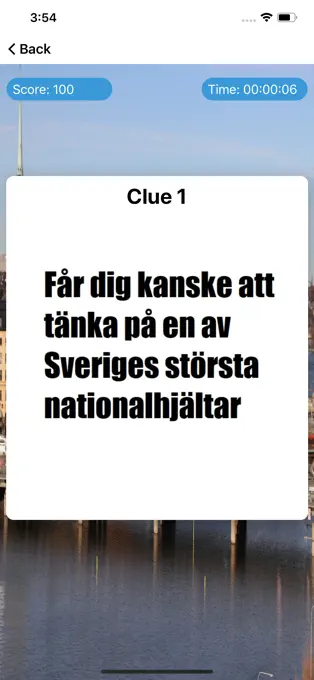 3:54
Back
Score: 100
Time: 00:00:06
Clue 1
Får dig kanske att
tänka på en av
Sveriges största
nationalhjältar